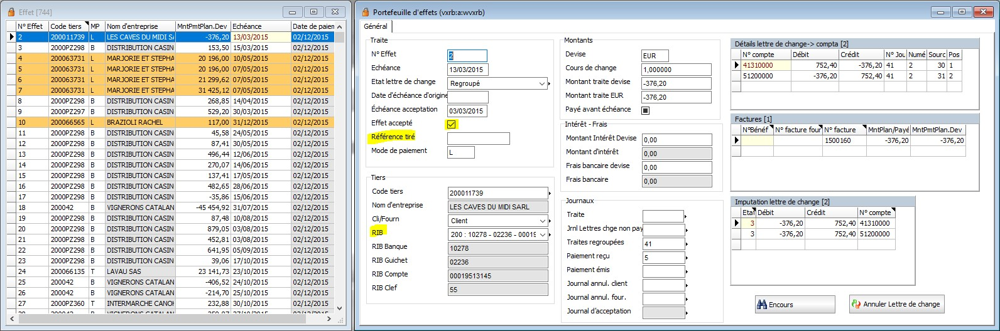 Effet [744]
N° Effet Code tiers MP Nom d'entreprise MntPmtPlan.Dev Echéance Date de paiem
2 200011739 L LES CAVES DU MIDI SA -376,20 13/03/2015 02/12/2015
3 2000PZ298 B DISTRIBUTION CASIN 153,50 15/03/2015 02/12/2015
4 200063731 L MARJORIE ET STEPHA 20 196,00 10/05/2015 02/12/2015
5 200063731 L MARJORIE ET STEPHA 20 196,00 07/05/2015 02/12/2015
6 200063731 L MARJORIE ET STEPHA 21 299,62 07/05/2015 02/12/2015
7 200063731 L MARJORIE ET STEPHA 31 425,12 07/05/2015 02/12/2015
8 2000PZ298 B DISTRIBUTION CASIN 268,85 14/04/2015 02/12/2015
9 2000PZ297 B DISTRIBUTION CASIN 529,20 30/03/2015 02/12/2015
10 200066565 L BRAZIOLI RACHEL 117,00 31/12/2015 02/12/2015
11 2000PZ298 B DISTRIBUTION CASIN 45,58 24/05/2015 02/12/2015
12 2000PZ298 B DISTRIBUTION CASIN 87,41 30/05/2015 02/12/2015
13 2000PZ298 B DISTRIBUTION CASIN 496,44 12/06/2015 02/12/2015
14 2000PZ298 B DISTRIBUTION CASIN 270,07 14/06/2015 02/12/2015
15 2000PZ298 B DISTRIBUTION CASIN 137,41 17/05/2015 02/12/2015
16 2000PZ298 B DISTRIBUTION CASIN 482,65 28/06/2015 02/12/2015
17 2000PZ298 B DISTRIBUTION CASIN -35,86 15/06/2015 02/12/2015
18 200042 B VIGNERONS CATALAN -45 454,92 31/07/2015 02/12/2015
19 2000PZ298 B DISTRIBUTION CASIN 87,48 10/08/2015 02/12/2015
20 2000PZ298 B DISTRIBUTION CASIN 879,05 03/08/2015 02/12/2015
21 2000PZ298 B DISTRIBUTION CASIN 452,81 03/08/2015 02/12/2015
22 2000PZ298 B DISTRIBUTION CASIN 641,95 05/09/2015 02/12/2015
23 2000PZ298 B DISTRIBUTION CASIN 39,06 17/10/2015 02/12/2015
24 200066135 T LAVAU SAS 23 141,73 23/10/2015 02/12/2015
25 200042 B VIGNERONS CATALAN -406,52 24/10/2015 02/12/2015
26 200042 B VIGNERONS CATALAN -214,70 25/10/2015 02/12/2015
27 2000PZ360 T INTERMARCHE CANOH 232,88 30/10/2015 02/12/2015
Portefeuille d'effets (vxrb:a:wvxrb)
Général
Traite
N° Effet 2
Echéance 13/03/2015
Etat lettre de change Regroupé
Date d'échéance d'origine
Échéance acceptation 03/03/2015
Effet accepté
Référence tiré
Mode de paiement L
Tiers
Code tiers 200011739
Nom d'entreprise LES CAVES DU MIDI SARL
Cli/Fourn Client
RIB 200 : 10278 - 02236 - 00019
RIB Banque 10278
RIB Guichet 02236
RIB Compte 00019513145
RIB Clef 55
Montants
Devise EUR
Cours de change 1,000000
Montant traite devise -376,20
Montant traite EUR -376,20
Payé avant échéance
Intérêt - Frais
Montant Intérêt Devise 0,00
Montant d'intérêt 0,00
Frais bancaire devise 0,00
Frais bancaire 0,00
Journaux
Traite
Jrnl Lettres chge non pay
Traites regroupées 41
Paiement reçu 5
Paiement émis
Journal annul. client
Journal annul. four.
Journal d'acceptation
Détails lettre de change-> compta [2]
N° compte Débit Crédit N° Jou Numé Sourc Pos
41310000 752,40 -376,20 41 2 30 1
51200000 -376,20 752,40 41 2 31 2
Factures [1]
N°Bénéf N° facture four N° facture MntPlan/Payé MntPmtPlan.Dev
1500160 -376,20 -376,20
Imputation lettre de change [2]
Etat Débit Crédit N° compte
3 -376,20 752,40 41310000
3 -376,20 752,40 51200000
Encours
Annuler Lettre de change